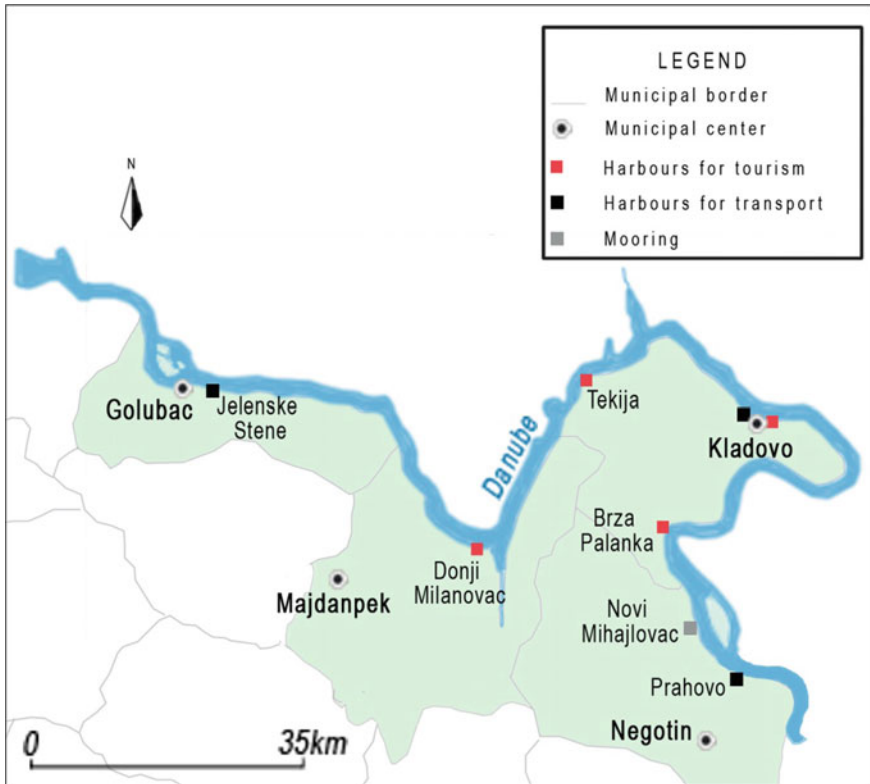 LEGEND
Municipal border
Municipal center
Harbours for tourism
Harbours for transport
Mooring
N
Golubac
Jelenske
Stene
Danube
Tekija
Kladovo
Brza
Palanka
Donji
Milanovac
Majdanpek
Novi
Mihajlovac
Prahovo
Negotin
0 35km